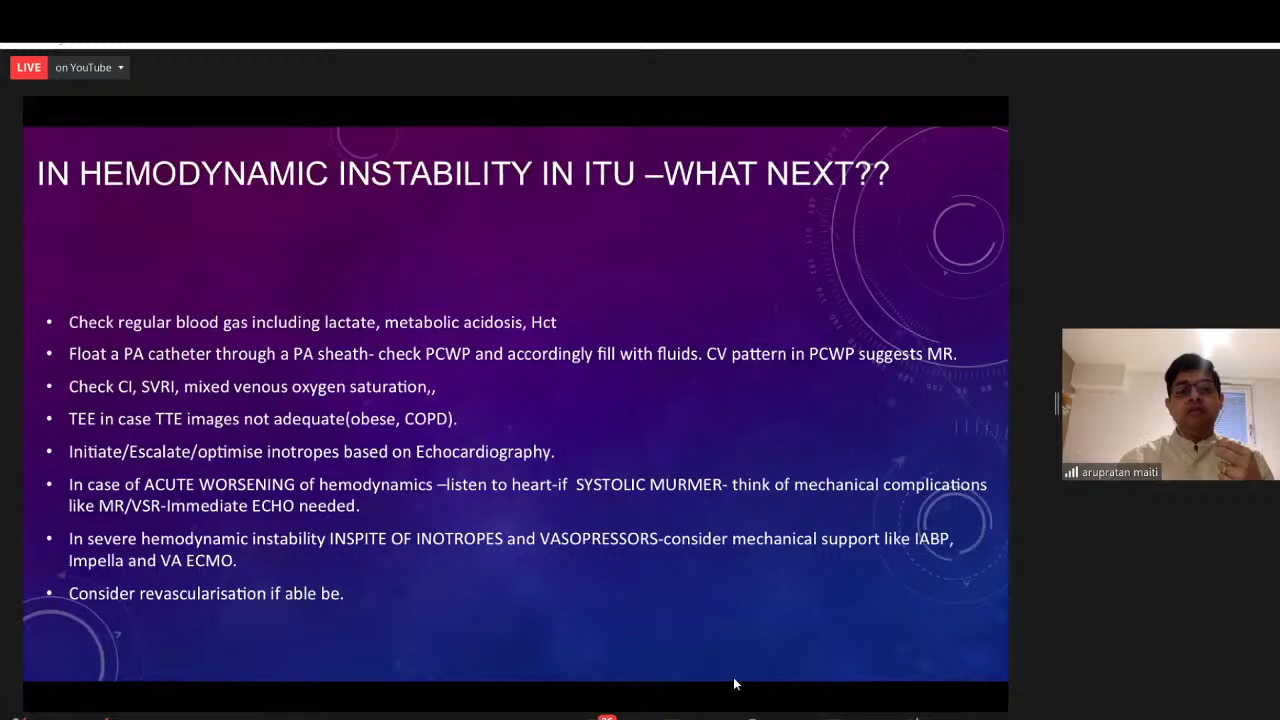 LIVE on YouTube
IN HEMODYNAMIC INSTABILITY IN ITU –WHAT NEXT??
• Check regular blood gas including lactate, metabolic acidosis, Hct
• Float a PA catheter through a PA sheath- check PCWP and accordingly fill with fluids. CV pattern in PCWP suggests MR.
• Check CI, SVRI, mixed venous oxygen saturation,,
• TEE in case TTE images not adequate(obese, COPD).
• Initiate/Escalate/optimise inotropes based on Echocardiography.
• In case of ACUTE WORSENING of hemodynamics –listen to heart-if SYSTOLIC MURMER- think of mechanical complications
like MR/VSR-Immediate ECHO needed.
• In severe hemodynamic instability INSPITE OF INOTROPES and VASOPRESSORS-consider mechanical support like IABP,
Impella and VA ECMO.
• Consider revascularisation if able be.
arupratan maiti